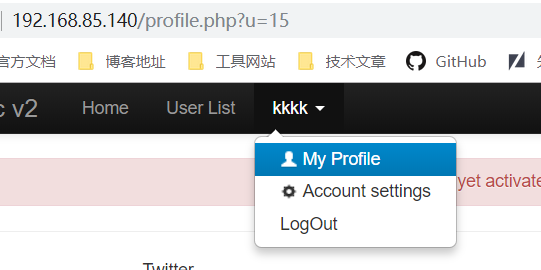 192.168.85.140/profile.php?u=15
官方文档 博客地址 工具网站 技术文章 GitHub
c v2 Home User List kkkk
My Profile
yet activate
Account settings
LogOut
Twitter